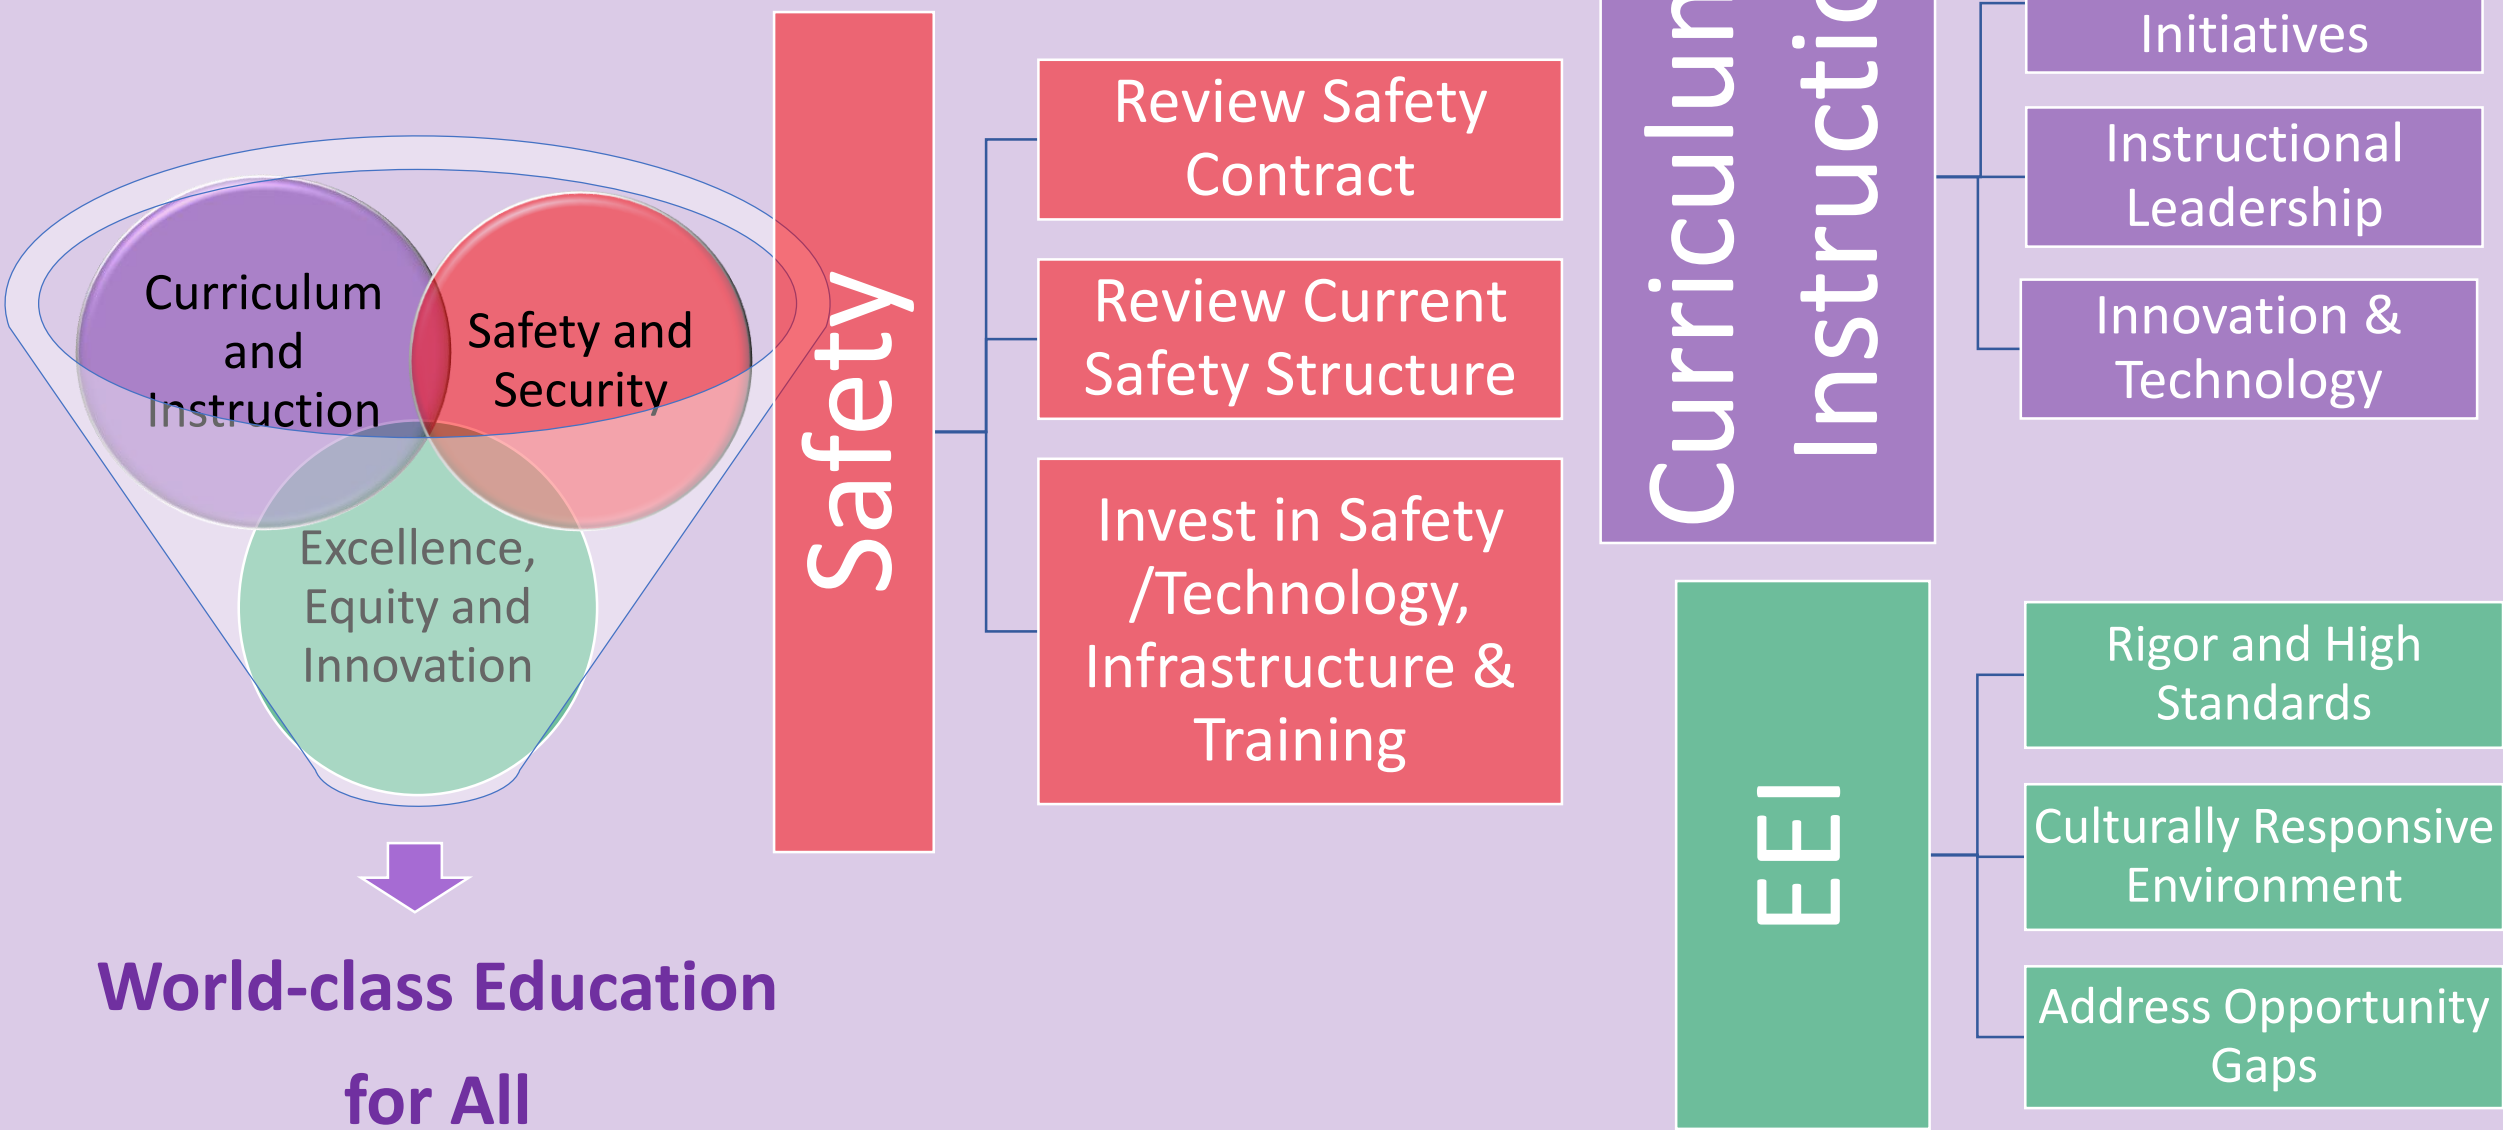 Curriculum
and
Instruction
Safety and
Security
Excellence,
Equity and
Innovation
World-class Education
for All
Safety
Review Safety
Contract
Review Current
Safety Structure
Invest in Safety
/Technology,
Infrastructure &
Training
Initiatives
Instructional
Leadership
Innovation &
Technology
EEI
Rigor and High
Standards
Culturally Responsive
Environment
Address Opportunity
Gaps